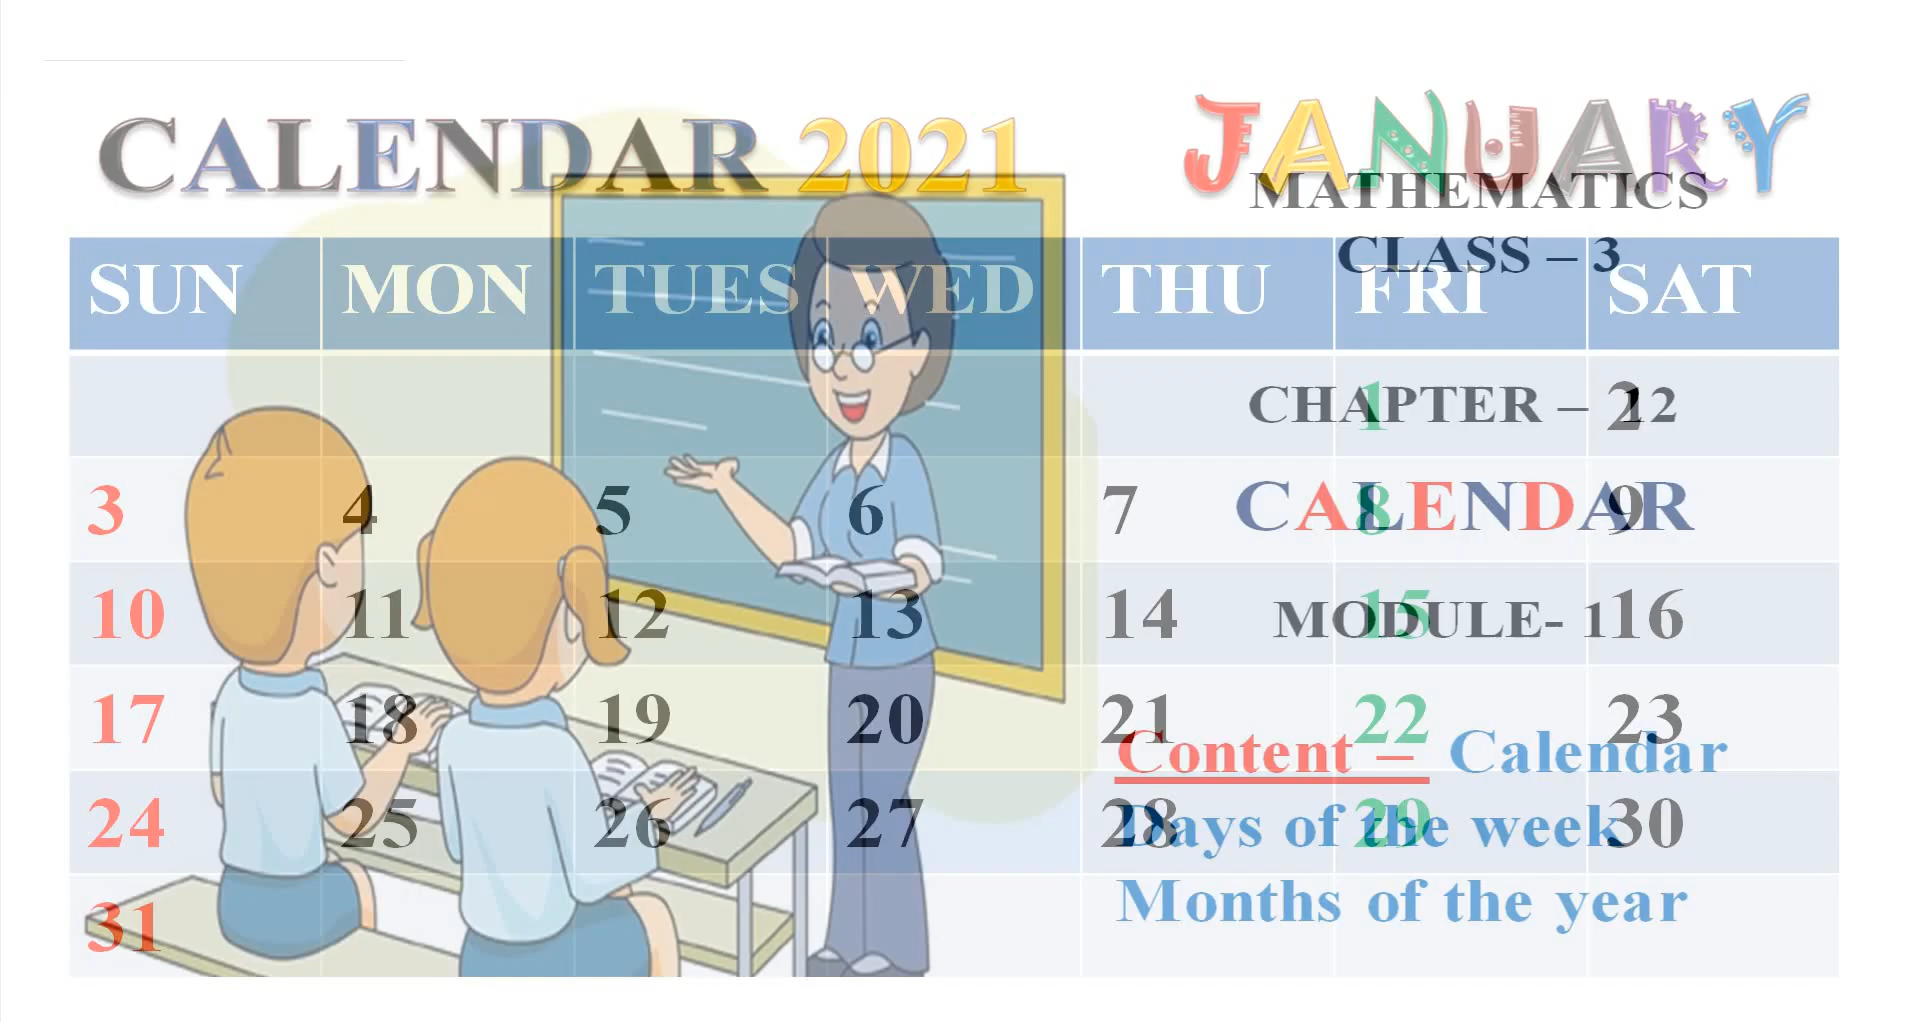 CALENDAR 2021
JANUARY
MATHEMATICS
CLASS – 3
SUN MON TUES WED THU FRI SAT
1 2
CHAPTER – 12
3 4 5 6 7 8 9
CALENDAR
10 11 12 13 14 15 16
MODULE- 1
17 18 19 20 21 22 23
Content – Calendar
24 25 26 27 28 29 30
Days of the week
Months of the year
31